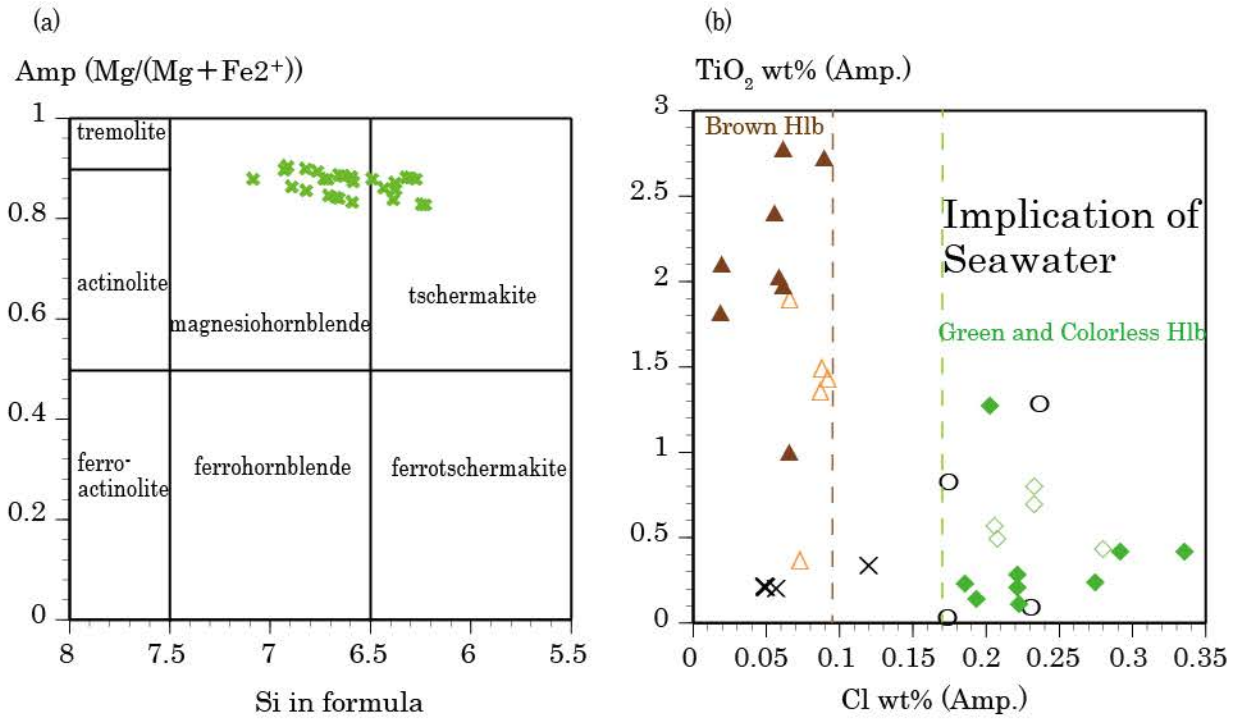 (a)
Amp (Mg/(Mg+Fe2+))
1
0.8
0.6
0.4
0.2
0
tremolite
actinolite
magnesiohornblende
tschermakite
ferro-
actinolite
ferrohornblende
ferrotschermakite
8 7.5 7 6.5 6 5.5
Si in formula
(b)
TiO2 wt% (Amp.)
3
2.5
2
1.5
1
0.5
0
Brown Hlb
Implication of
Seawater
Green and Colorless Hlb
0 0.05 0.1 0.15 0.2 0.25 0.3 0.35
Cl wt% (Amp.)